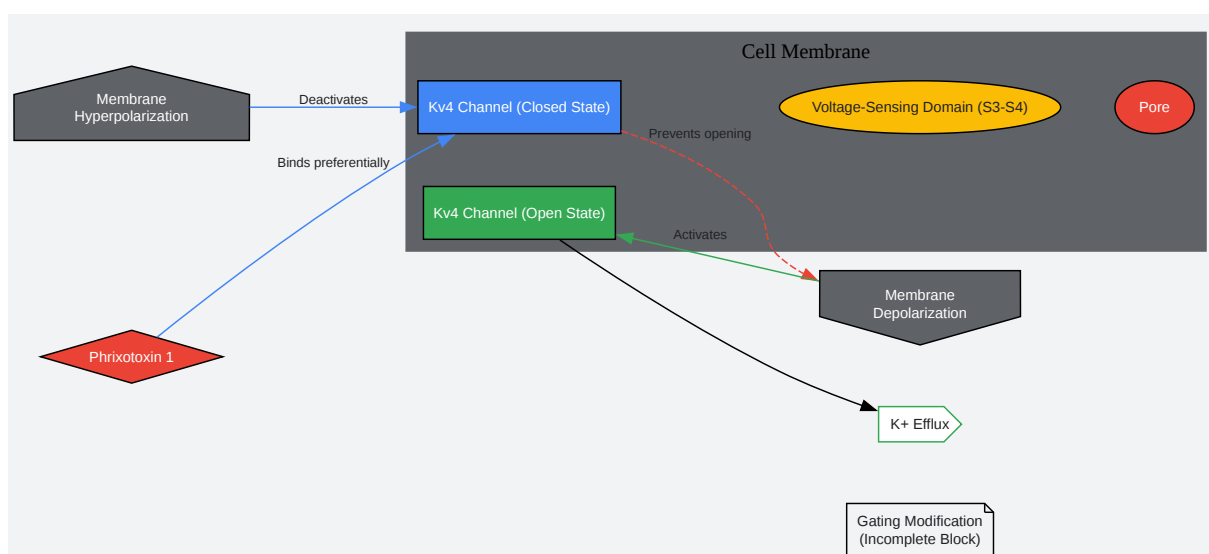 Cell Membrane
Membrane
Hyperpolarization
Deactivates
Kv4 Channel (Closed State)
Voltage-Sensing Domain (S3-S4)
Pore
Prevents opening
Binds preferentially
Kv4 Channel (Open State)
Activates
Membrane
Depolarization
Phrixotoxin 1
K+ Efflux
Gating Modification
(Incomplete Block)